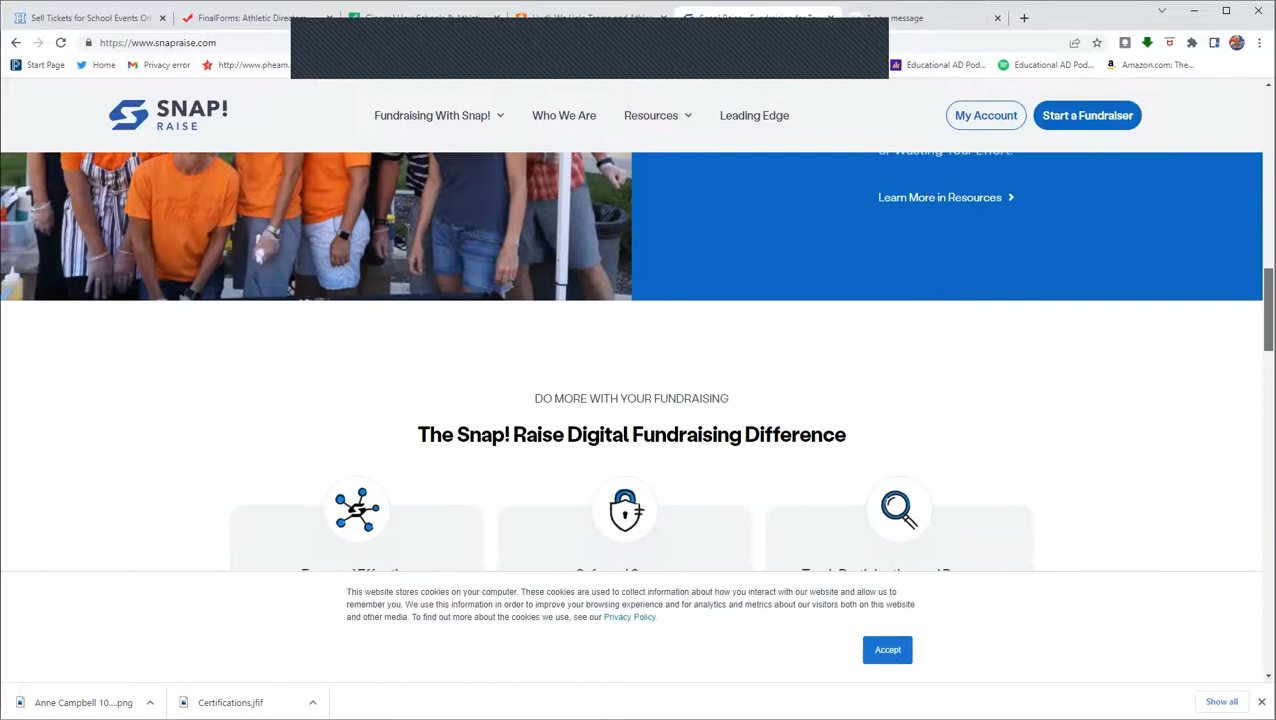 Sell Tickets for School Events On
FinalForms: Athletic Direc
message
https://www.snapraise.com
Start Page
Home
Privacy error
http://www.pheam
Educational AD Pod...
Educational AD Pod...
Amazon.com: The...
SNAP!
RAISE
Fundraising With Snap!
Who We Are
Resources
Leading Edge
My Account
Start a Fundraiser
or Wasting Your Effort.
Learn More in Resources
DO MORE WITH YOUR FUNDRAISING
The Snap! Raise Digital Fundraising Difference
This website stores cookies on your computer. These cookies are used to collect information about how you interact with our website and allow us to
remember you. We use this information in order to improve your browsing experience and for analytics and metrics about our visitors both on this website
and other media. To find out more about the cookies we use, see our Privacy Policy.
Accept
Anne Campbell 10....png
Certifications.jfif
Show all